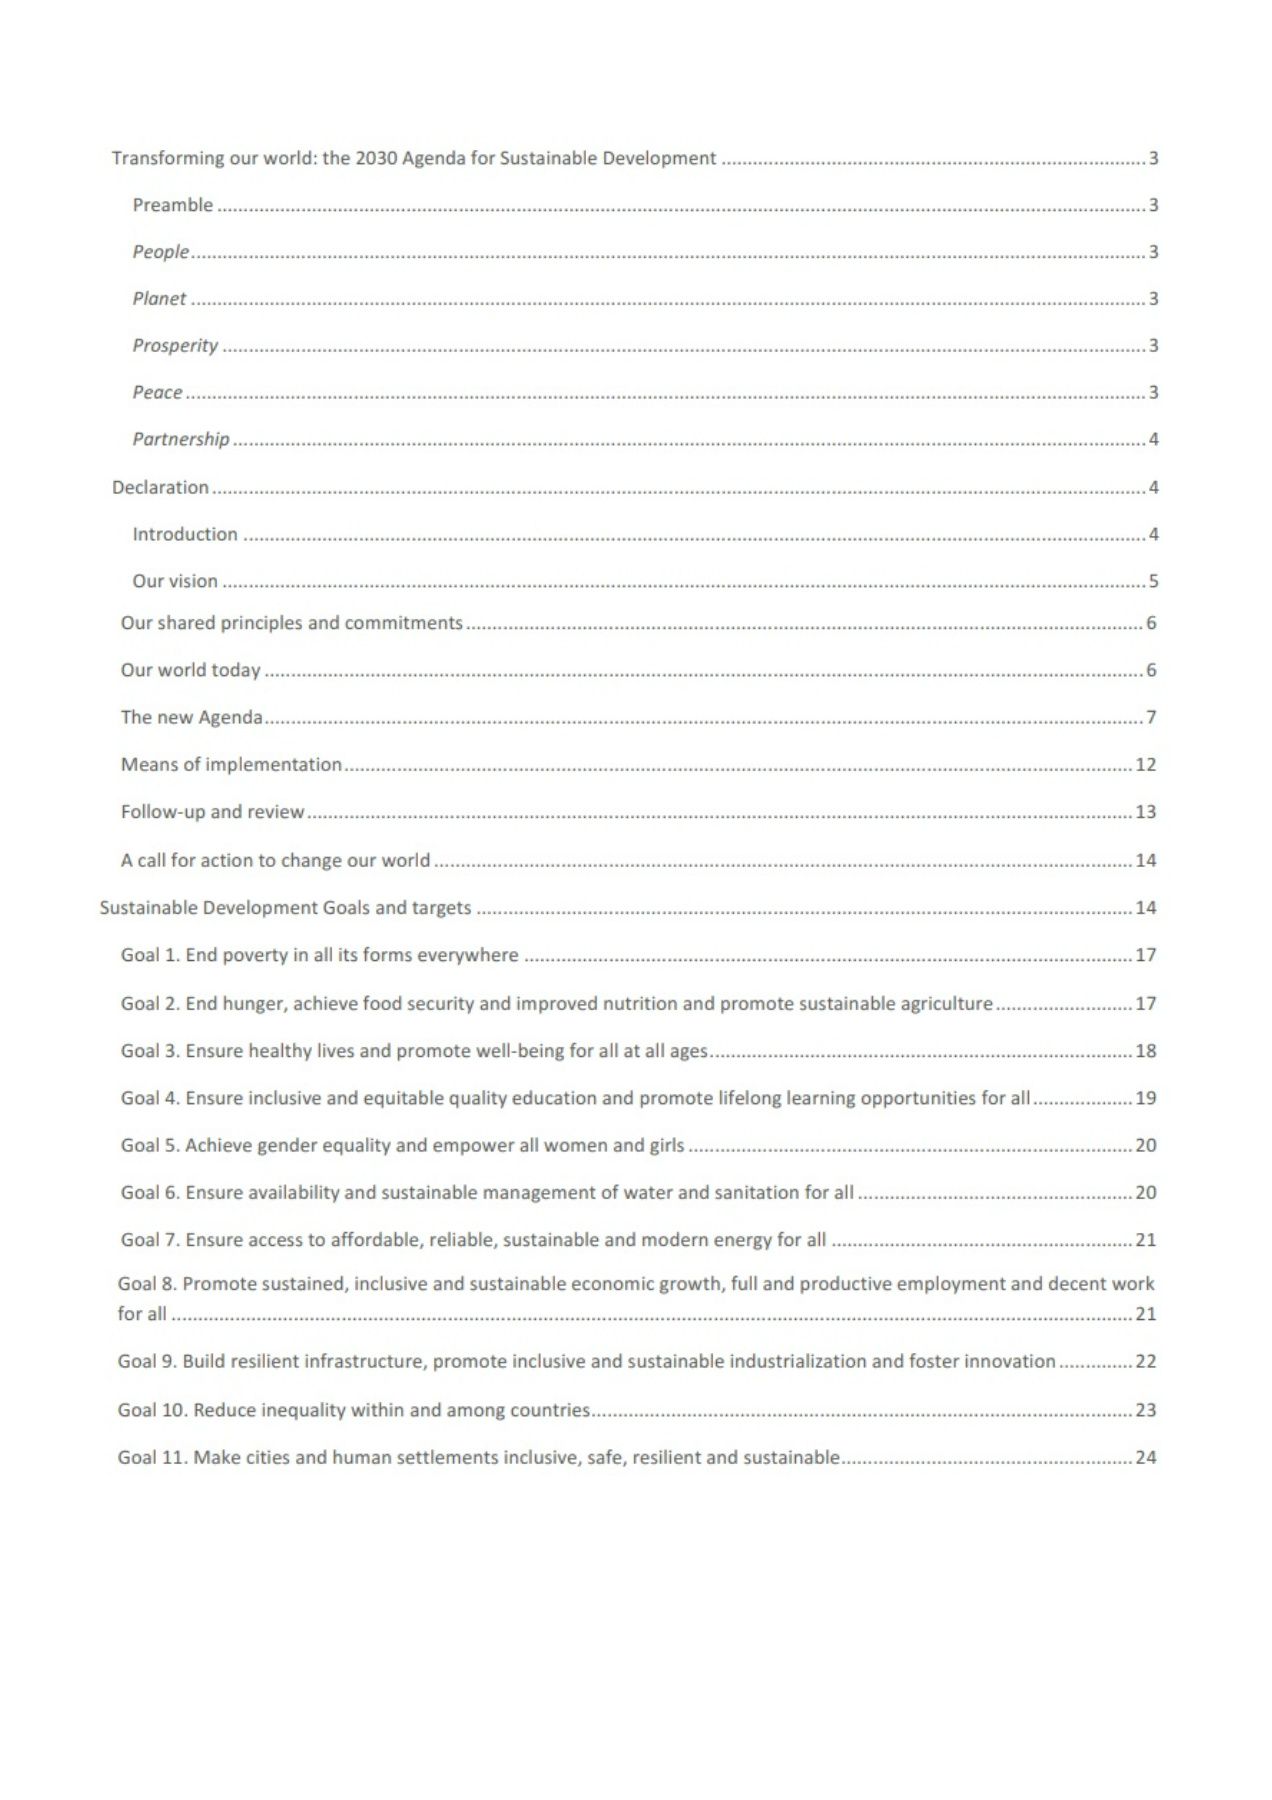 Transforming our world: the 2030 Agenda for Sustainable Development ........ 3
Preamble ........ 3
People ........ 3
Planet ........ 3
Prosperity ........ 3
Peace ........ 3
Partnership ........ 4
Declaration ........ 4
Introduction ........ 4
Our vision ........ 5
Our shared principles and commitments ........ 6
Our world today ........ 6
The new Agenda ........ 7
Means of implementation ........ 12
Follow-up and review ........ 13
A call for action to change our world ........ 14
Sustainable Development Goals and targets ........ 14
Goal 1. End poverty in all its forms everywhere ........ 17
Goal 2. End hunger, achieve food security and improved nutrition and promote sustainable agriculture ........ 17
Goal 3. Ensure healthy lives and promote well-being for all at all ages ........ 18
Goal 4. Ensure inclusive and equitable quality education and promote lifelong learning opportunities for all ........ 19
Goal 5. Achieve gender equality and empower all women and girls ........ 20
Goal 6. Ensure availability and sustainable management of water and sanitation for all ........ 20
Goal 7. Ensure access to affordable, reliable, sustainable and modern energy for all ........ 21
Goal 8. Promote sustained, inclusive and sustainable economic growth, full and productive employment and decent work
for all ........ 21
Goal 9. Build resilient infrastructure, promote inclusive and sustainable industrialization and foster innovation ........ 22
Goal 10. Reduce inequality within and among countries ........ 23
Goal 11. Make cities and human settlements inclusive, safe, resilient and sustainable ........ 24